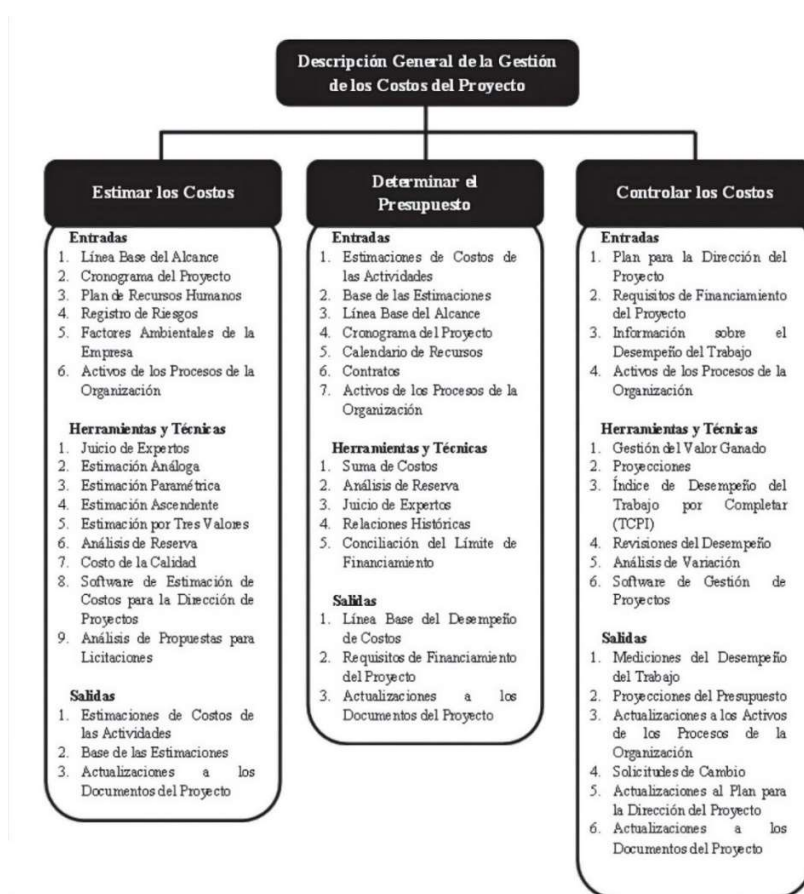 Descripción General de la Gestión
de los Costos del Proyecto
Estimar los Costos
Entradas
1. Línea Base del Alcance
2. Cronograma del Proyecto
3. Plan de Recursos Humanos
4. Registro de Riesgos
5. Factores Ambientales de la
Empresa
6. Activos de los Procesos de la
Organización
Herramientas y Técnicas
1. Juicio de Expertos
2. Estimación Análoga
3. Estimación Paramétrica
4. Estimación Ascendente
5. Estimación por Tres Valores
6. Análisis de Reserva
7. Costo de la Calidad
8. Software de Estimación de
Costos para la Dirección de
Proyectos
9. Análisis de Propuestas para
Licitaciones
Salidas
1. Estimaciones de Costos de
las Actividades
2. Base de las Estimaciones
3. Actualizaciones a los
Documentos del Proyecto
Determinar el
Presupuesto
Entradas
1. Estimaciones de Costos de
las Actividades
2. Base de las Estimaciones
3. Línea Base del Alcance
4. Cronograma del Proyecto
5. Calendario de Recursos
6. Contratos
7. Activos de los Procesos de la
Organización
Herramientas y Técnicas
1. Suma de Costos
2. Análisis de Reserva
3. Juicio de Expertos
4. Relaciones Históricas
5. Conciliación del Límite de
Financiamiento
Salidas
1. Línea Base del Desempeño
de Costos
2. Requisitos de Financiamiento
del Proyecto
3. Actualizaciones a los
Documentos del Proyecto
Controlar los Costos
Entradas
1. Plan para la Dirección del
Proyecto
2. Requisitos de Financiamiento
del Proyecto
3. Información sobre el
Desempeño del Trabajo
4. Activos de los Procesos de la
Organización
Herramientas y Técnicas
1. Gestión del Valor Ganado
2. Proyecciones
3. Índice de Desempeño del
Trabajo por Completar
(TCPI)
4. Revisiones del Desempeño
5. Análisis de Variación
6. Software de Gestión de
Proyectos
Salidas
1. Mediciones del Desempeño
del Trabajo
2. Proyecciones del Presupuesto
3. Actualizaciones a los Activos
de los Procesos de la
Organización
4. Solicitudes de Cambio
5. Actualizaciones al Plan para
la Dirección del Proyecto
6. Actualizaciones a los
Documentos del Proyecto